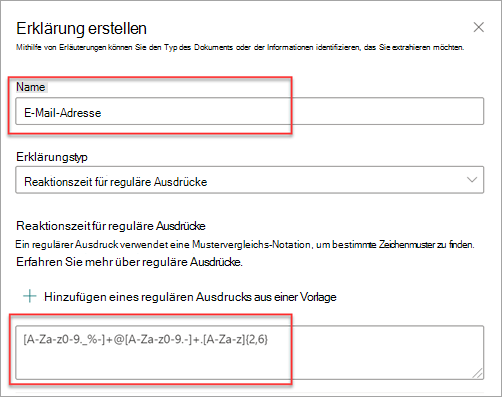 Erklärung erstellen
Mithilfe von Erläuterungen können Sie den Typ des Dokuments oder der Informationen identifizieren, das Sie extrahieren möchten.
Name
E-Mail-Adresse
Erklärungstyp
Reaktionszeit für reguläre Ausdrücke
Reaktionszeit für reguläre Ausdrücke
Ein regulärer Ausdruck verwendet eine Mustervergleichs-Notation, um bestimmte Zeichenmuster zu finden.
Erfahren Sie mehr über reguläre Ausdrücke.
Hinzufügen eines regulären Ausdrucks aus einer Vorlage
[A-Za-z0-9._%-]+@[A-Za-z0-9.-]+.[A-Za-z]{2,6)